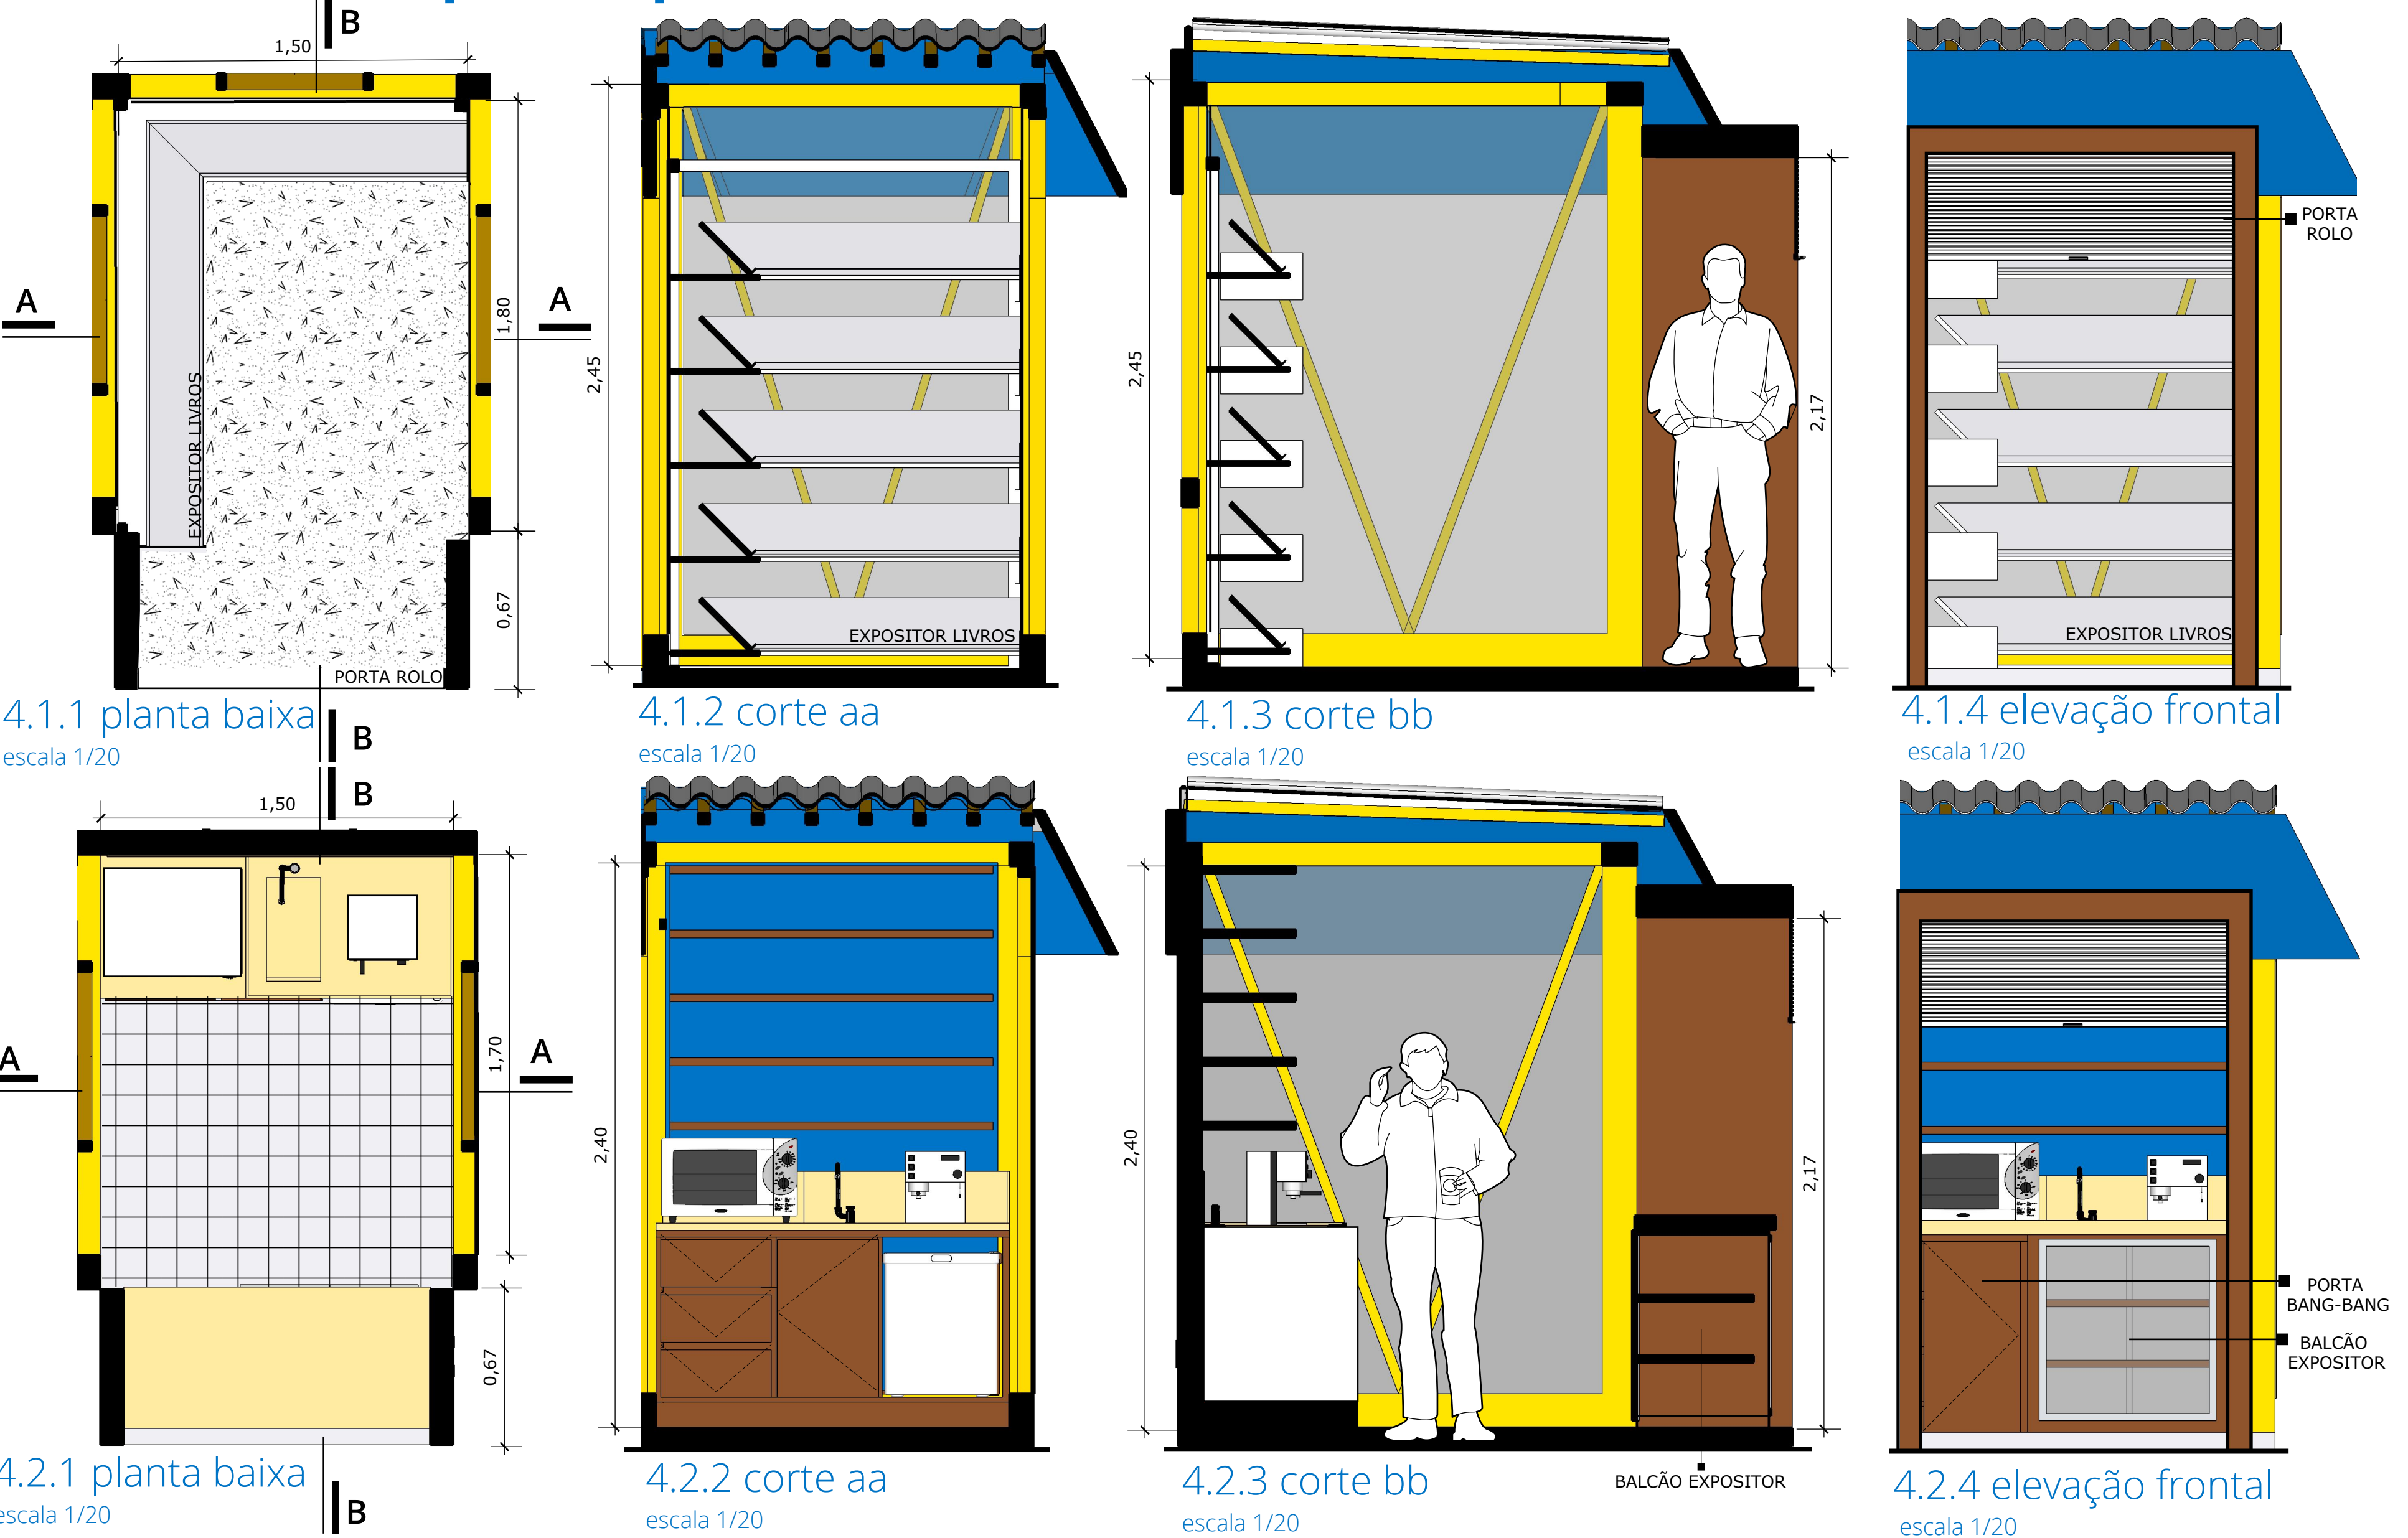 B
1,50
A
A
1,80
EXPOSITOR LIVROS
0,67
PORTA ROLO
4.1.1 planta baixa
escala 1/20
B
2,45
EXPOSITOR LIVROS
4.1.2 corte aa
escala 1/20
2,45
2,17
4.1.3 corte bb
escala 1/20
PORTA
ROLO
EXPOSITOR LIVROS
4.1.4 elevação frontal
escala 1/20
B
1,50
A
A
1,70
0,67
4.2.1 planta baixa
escala 1/20
B
2,40
4.2.2 corte aa
escala 1/20
2,40
2,17
BALCÃO EXPOSITOR
4.2.3 corte bb
escala 1/20
PORTA
BANG-BANG
BALCÃO
EXPOSITOR
4.2.4 elevação frontal
escala 1/20